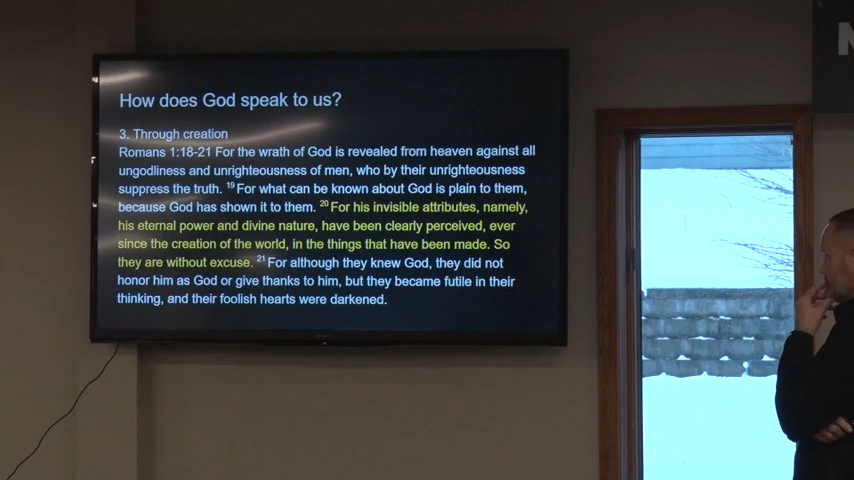 How does God speak to us?
3. Through creation
Romans 1:18-21 For the wrath of God is revealed from heaven against all
ungodliness and unrighteousness of men, who by their unrighteousness
suppress the truth. 19 For what can be known about God is plain to them,
because God has shown it to them. 20 For his invisible attributes, namely,
his eternal power and divine nature, have been clearly perceived, ever
since the creation of the world, in the things that have been made. So
they are without excuse. 21 For although they knew God, they did not
honor him as God or give thanks to him, but they became futile in their
thinking, and their foolish hearts were darkened.